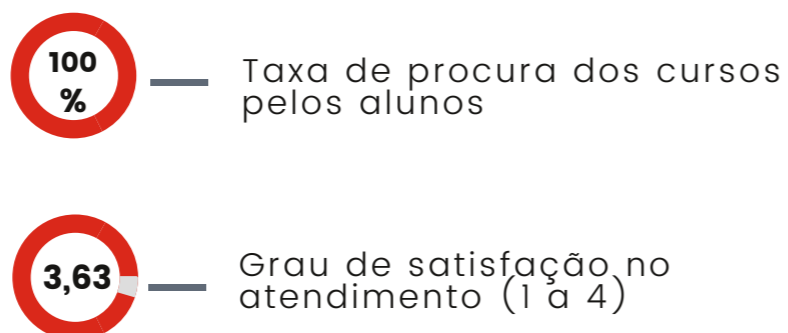 100
%
Taxa de procura dos cursos
pelos alunos
3,63
Grau de satisfação no
atendimento (1 a 4)